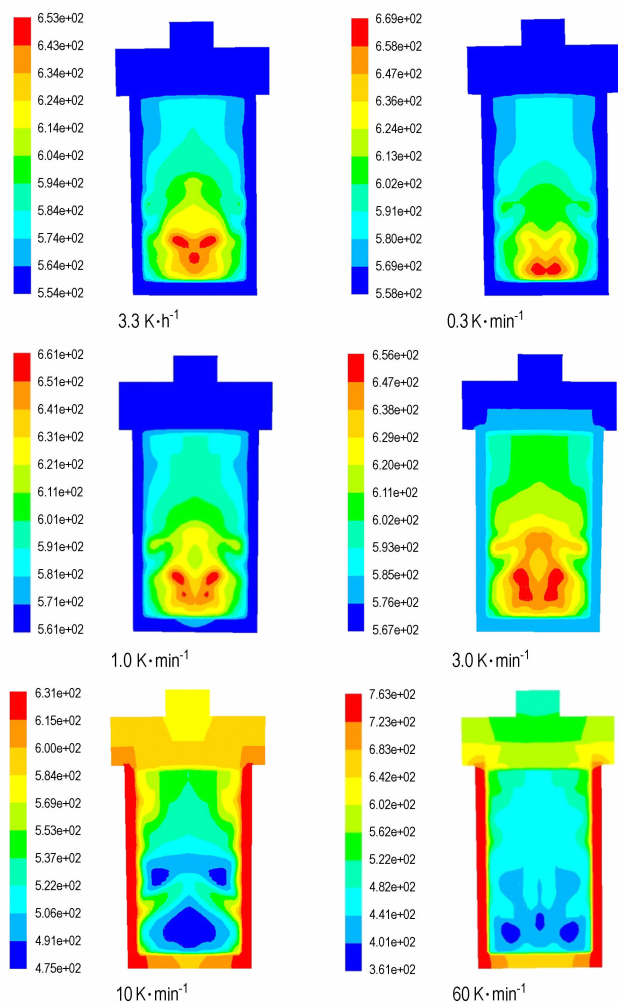 6.53e+02
6.43e+02
6.34e+02
6.24e+02
6.14e+02
6.04e+02
5.94e+02
5.84e+02
5.74e+02
5.64e+02
5.54e+02
3.3 K·h⁻¹
6.69e+02
6.58e+02
6.47e+02
6.36e+02
6.24e+02
6.13e+02
6.02e+02
5.91e+02
5.80e+02
5.69e+02
5.58e+02
0.3 K·min⁻¹
6.61e+02
6.51e+02
6.41e+02
6.31e+02
6.21e+02
6.11e+02
6.01e+02
5.91e+02
5.81e+02
5.71e+02
5.61e+02
1.0 K·min⁻¹
6.56e+02
6.47e+02
6.38e+02
6.29e+02
6.20e+02
6.11e+02
6.02e+02
5.93e+02
5.85e+02
5.76e+02
5.67e+02
3.0 K·min⁻¹
6.31e+02
6.15e+02
6.00e+02
5.84e+02
5.69e+02
5.53e+02
5.37e+02
5.22e+02
5.06e+02
4.91e+02
4.75e+02
10 K·min⁻¹
7.63e+02
7.23e+02
6.83e+02
6.42e+02
6.02e+02
5.62e+02
5.22e+02
4.82e+02
4.41e+02
4.01e+02
3.61e+02
60 K·min⁻¹